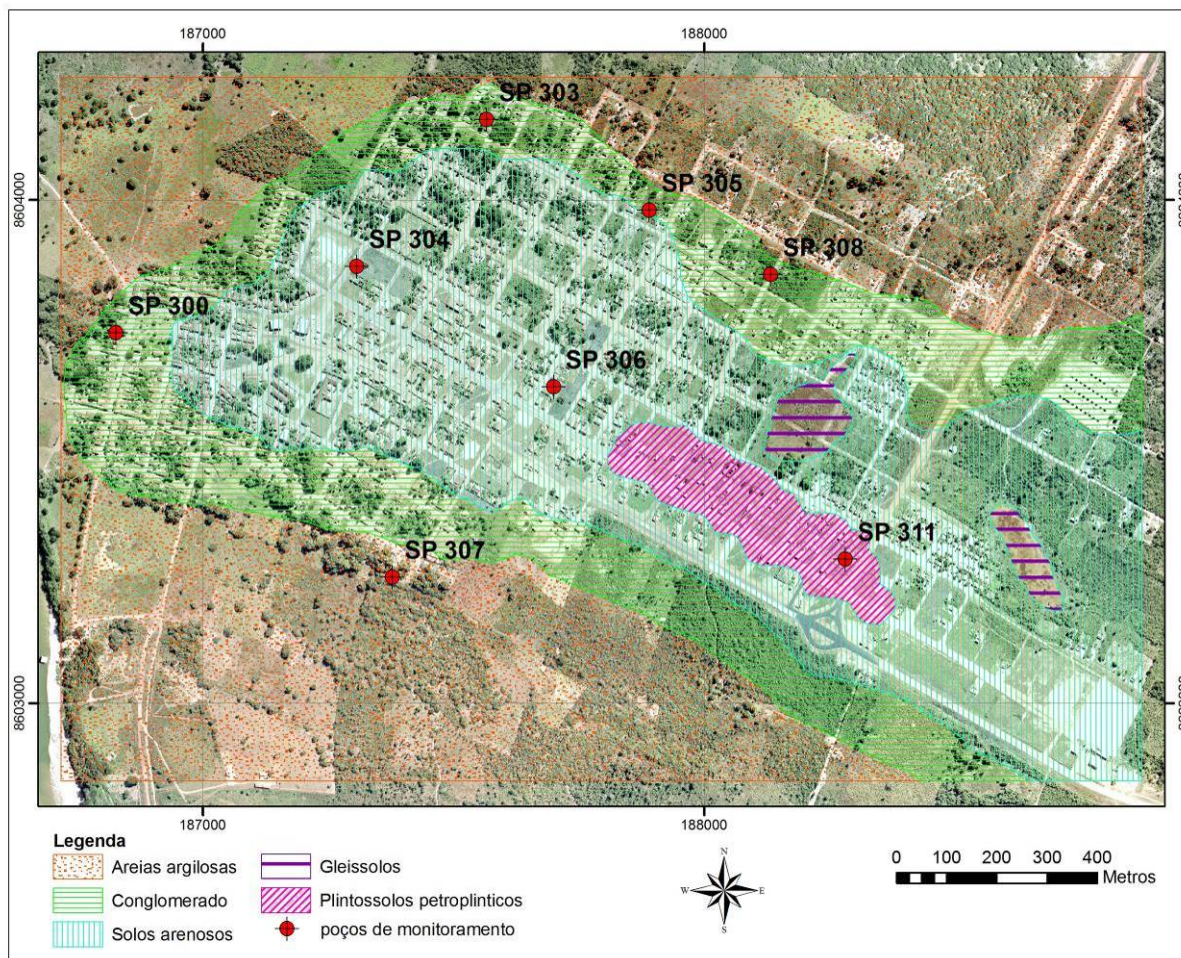 187000
188000
SP 303
8604000
SP 305
SP 304
SP 308
SP 300
SP 306
SP 311
SP 307
8603000
187000
188000
Legenda
Areias argilosas
Gleissolos
Conglomerado
Plintossolos petroplinticos
Solos arenosos
poços de monitoramento
N
W
E
S
0 100 200 300 400
Metros